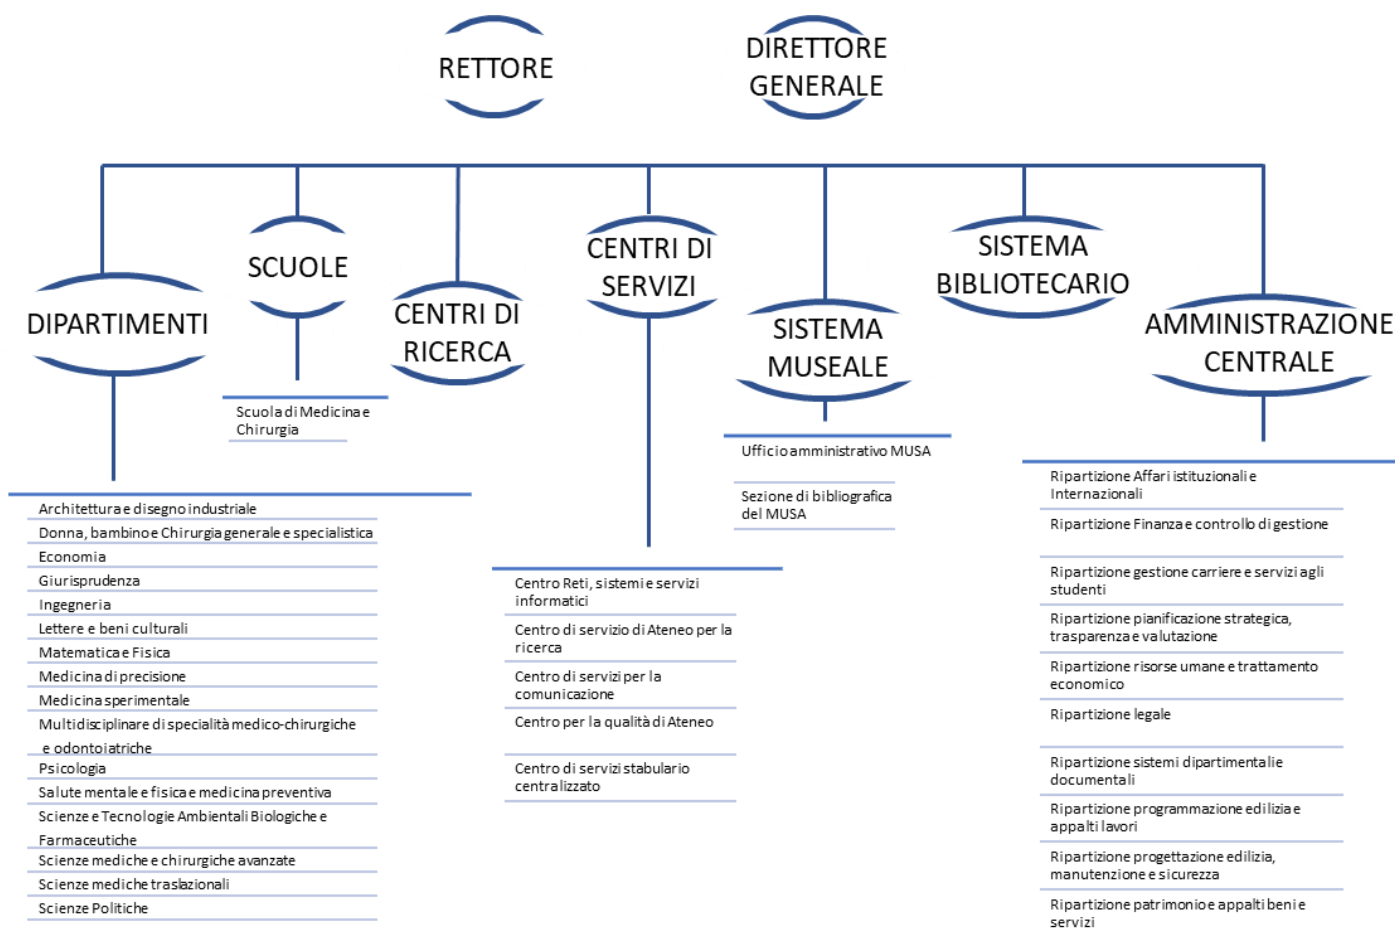 RETTORE
DIRETTORE
GENERALE
DIPARTIMENTI
Architettura e disegno industriale
Donna, bambino e Chirurgia generale e specialistica
Economia
Giurisprudenza
Ingegneria
Lettere e beni culturali
Matematica e Fisica
Medicina di precisione
Medicina sperimentale
Multidisciplinare di specialità medico-chirurgiche
e odontoiatriche
Psicologia
Salute mentale e fisica e medicina preventiva
Scienze e Tecnologie Ambientali Biologiche e
Farmaceutiche
Scienze mediche e chirurgiche avanzate
Scienze mediche traslazionali
Scienze Politiche
SCUOLE
Scuola di Medicina e
Chirurgia
CENTRI DI
RICERCA
CENTRI DI
SERVIZI
Centro Reti, sistemi e servizi
informatici
Centro di servizio di Ateneo per la
ricerca
Centro di servizi per la
comunicazione
Centro per la qualità di Ateneo
Centro di servizi stabulario
centralizzato
SISTEMA
MUSEALE
Ufficio amministrativo MUSA
Sezione di bibliografica
del MUSA
SISTEMA
BIBLIOTECARIO
AMMINISTRAZIONE
CENTRALE
Ripartizione Affari istituzionali e
Internazionali
Ripartizione Finanza e controllo di gestione
Ripartizione gestione carriere e servizi agli
studenti
Ripartizione pianificazione strategica,
trasparenza e valutazione
Ripartizione risorse umane e trattamento
economico
Ripartizione legale
Ripartizione sistemi dipartimentali e
documentali
Ripartizione programmazione edilizia e
appalti lavori
Ripartizione progettazione edilizia,
manutenzione e sicurezza
Ripartizione patrimonio e appalti beni e
servizi